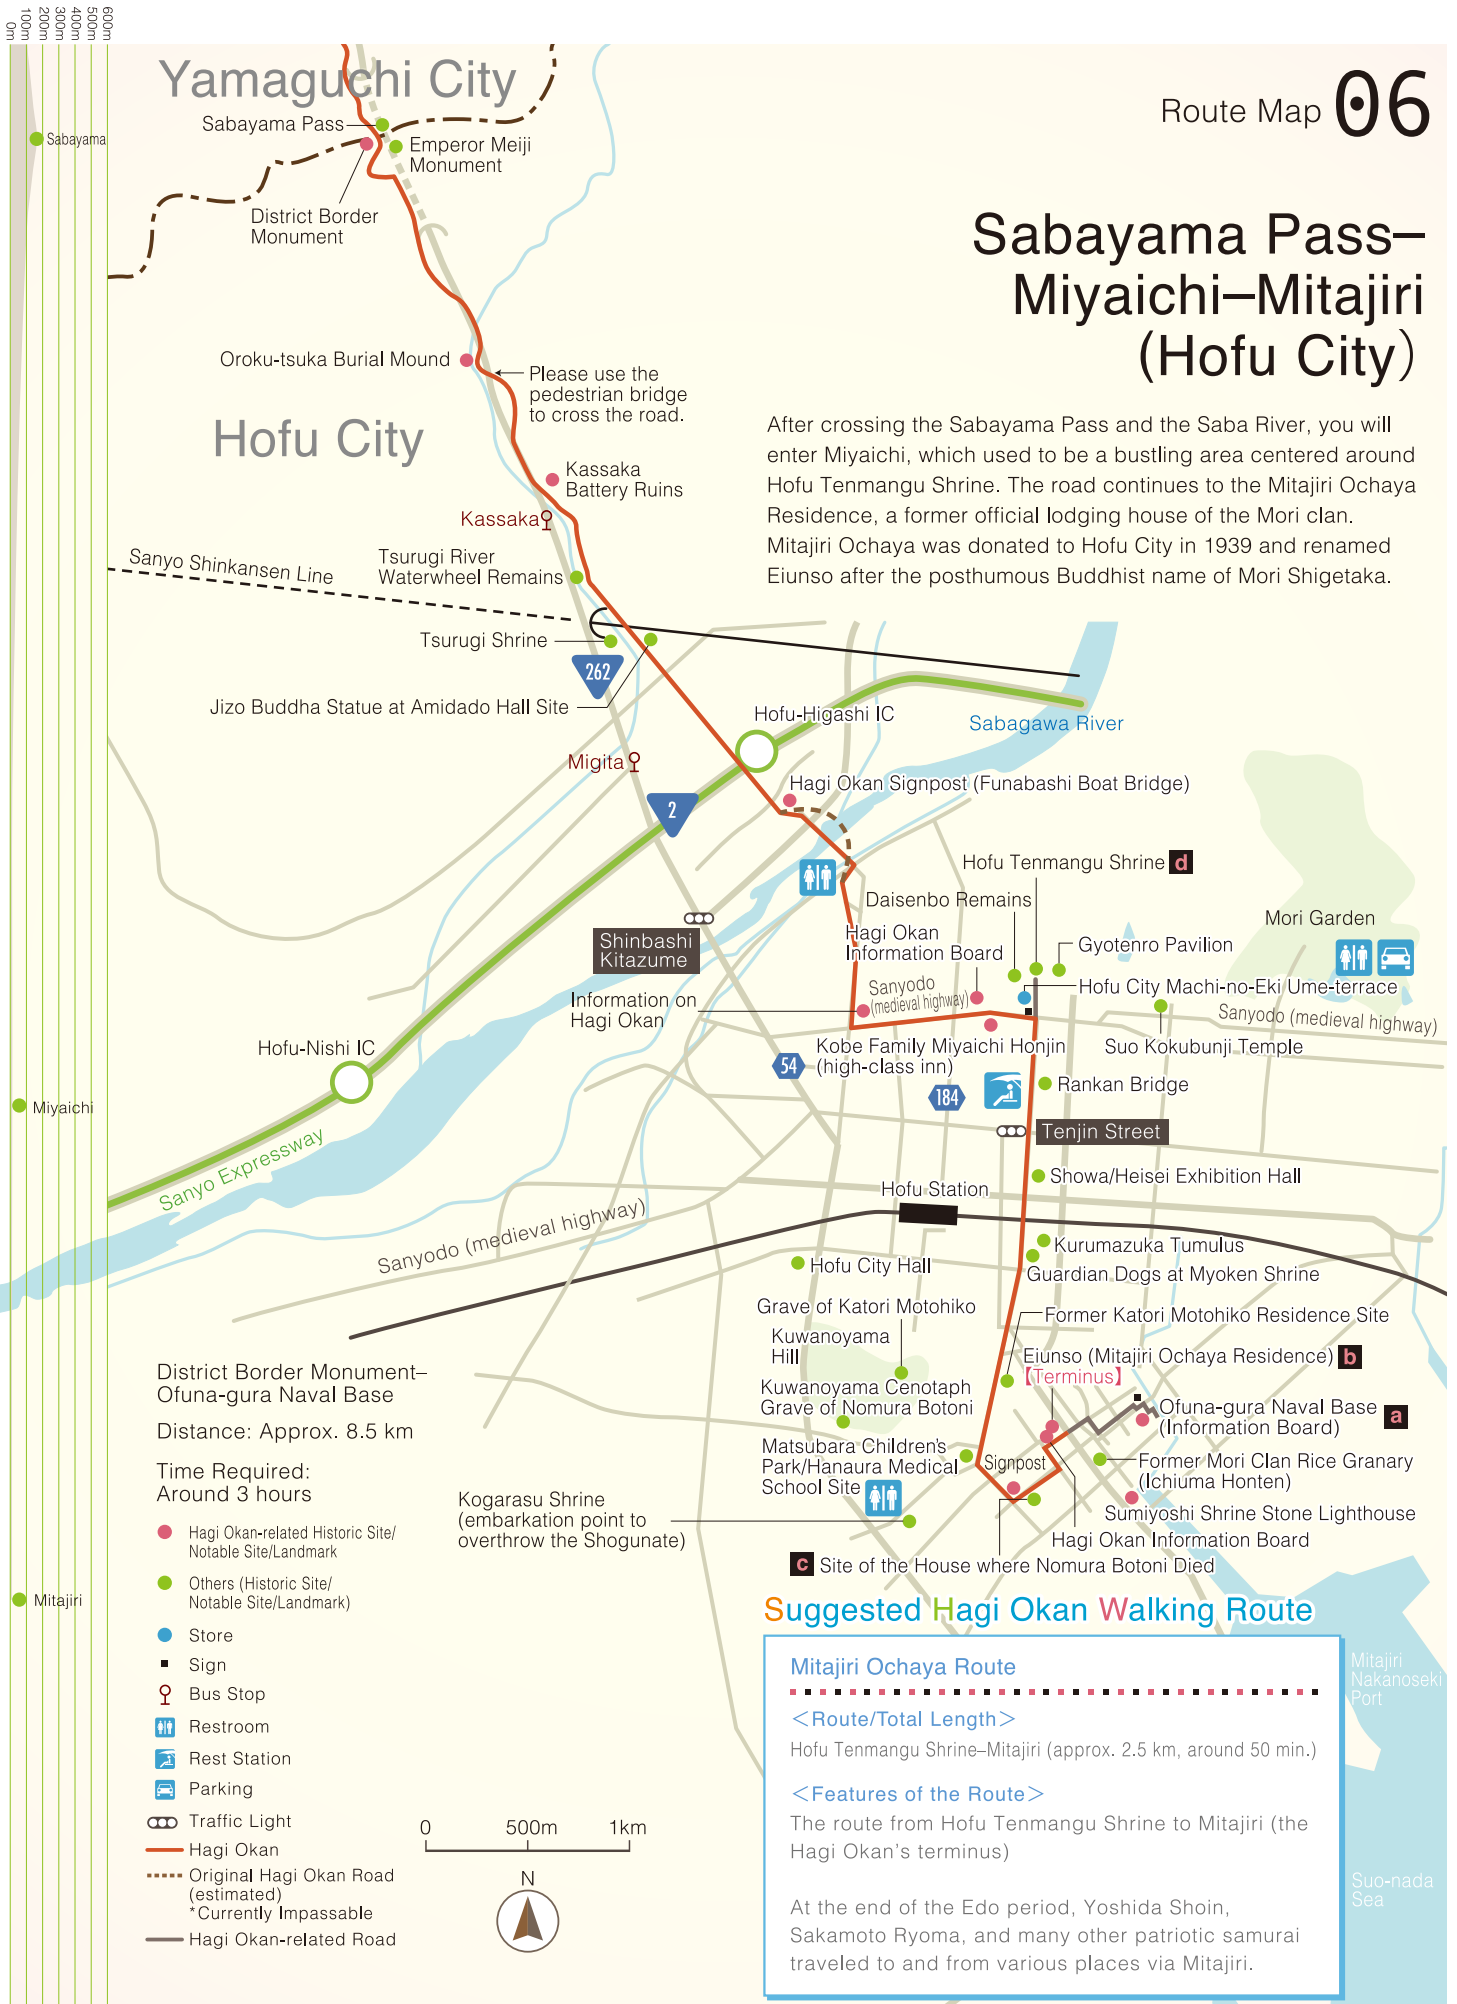 600m
500m
400m
300m
200m
100m
0m
Sabayama
Miyaichi
Mitajiri
Route Map 06
Sabayama Pass–
Miyaichi–Mitajiri
(Hofu City)
After crossing the Sabayama Pass and the Saba River, you will
enter Miyaichi, which used to be a bustling area centered around
Hofu Tenmangu Shrine. The road continues to the Mitajiri Ochaya
Residence, a former official lodging house of the Mori clan.
Mitajiri Ochaya was donated to Hofu City in 1939 and renamed
Eiunso after the posthumous Buddhist name of Mori Shigetaka.
Yamaguchi City
Sabayama Pass
Emperor Meiji
Monument
District Border
Monument
Oroku-tsuka Burial Mound
Please use the
pedestrian bridge
to cross the road.
Hofu City
Kassaka
Battery Ruins
Kassaka
Sanyo Shinkansen Line
Tsurugi River
Waterwheel Remains
Tsurugi Shrine
262
Jizo Buddha Statue at Amidado Hall Site
Hofu-Higashi IC
Sabagawa River
Migita
2
Hagi Okan Signpost (Funabashi Boat Bridge)
Hofu Tenmangu Shrine d
Daisenbo Remains
Mori Garden
Hagi Okan
Information Board
Gyotenro Pavilion
Shinbashi
Kitazume
Information on
Hagi Okan
Sanyodo
(medieval highway)
Hofu City Machi-no-Eki Ume-terrace
Sanyodo (medieval highway)
Hofu-Nishi IC
54
Kobe Family Miyaichi Honjin
(high-class inn)
Suo Kokubunji Temple
184
Rankan Bridge
Tenjin Street
Sanyo Expressway
Showa/Heisei Exhibition Hall
Hofu Station
Sanyodo (medieval highway)
Kurumazuka Tumulus
Hofu City Hall
Guardian Dogs at Myoken Shrine
Grave of Katori Motohiko
Former Katori Motohiko Residence Site
Kuwanoyama
Hill
Eiunso (Mitajiri Ochaya Residence) b
【Terminus】
Kuwanoyama Cenotaph
Grave of Nomura Botoni
Ofuna-gura Naval Base
(Information Board) a
Matsubara Children's
Park/Hanaura Medical
School Site
Signpost
Former Mori Clan Rice Granary
(Ichiuma Honten)
Kogarasu Shrine
(embarkation point to
overthrow the Shogunate)
Sumiyoshi Shrine Stone Lighthouse
Hagi Okan Information Board
c Site of the House where Nomura Botoni Died
District Border Monument–
Ofuna-gura Naval Base
Distance: Approx. 8.5 km
Time Required:
Around 3 hours
Hagi Okan-related Historic Site/
Notable Site/Landmark
Others (Historic Site/
Notable Site/Landmark)
Store
Sign
Bus Stop
Restroom
Rest Station
Parking
Traffic Light
Hagi Okan
Original Hagi Okan Road
(estimated)
*Currently Impassable
Hagi Okan-related Road
0 500m 1km
N
Suggested Hagi Okan Walking Route
Mitajiri Ochaya Route
<Route/Total Length>
Hofu Tenmangu Shrine–Mitajiri (approx. 2.5 km, around 50 min.)
<Features of the Route>
The route from Hofu Tenmangu Shrine to Mitajiri (the
Hagi Okan's terminus)
At the end of the Edo period, Yoshida Shoin,
Sakamoto Ryoma, and many other patriotic samurai
traveled to and from various places via Mitajiri.
Mitajiri
Nakanoseki
Port
Suo-nada
Sea